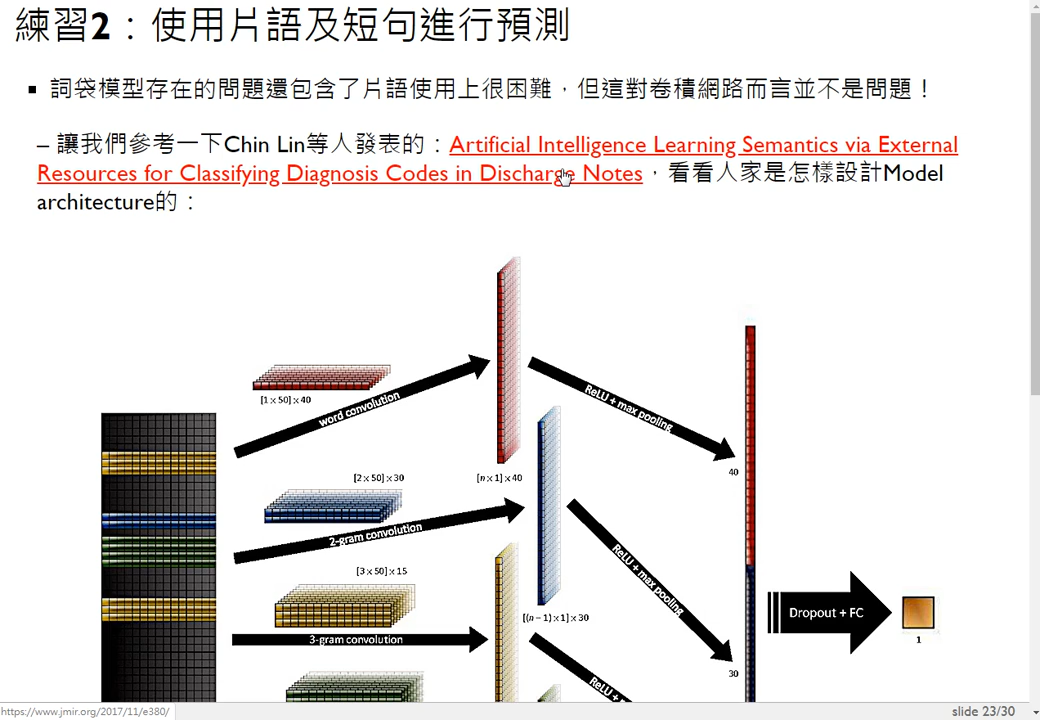 練習2：使用片語及短句進行預測
▪ 詞袋模型存在的問題還包含了片語使用上很困難，但這對卷積網路而言並不是問題！
– 讓我們參考一下Chin Lin等人發表的：Artificial Intelligence Learning Semantics via External
Resources for Classifying Diagnosis Codes in Discharge Notes，看看人家是怎樣設計Model
architecture的：
[1 x 50] x 40
word convolution
ReLU + max pooling
[n x 1] x 40
40
[2 x 50] x 30
2-gram convolution
ReLU + max pooling
[(n − 1) x 1] x 30
[3 x 50] x 15
3-gram convolution
Dropout + FC
1
30
ReLU +
https://www.jmir.org/2017/11/e380/
slide 23/30